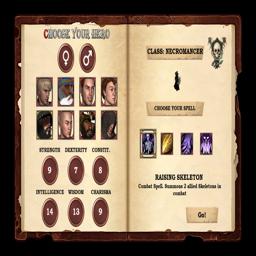 CHOOSE YOUR HERO
STRENGTH DEXTERITY CONSTIT.
9 7 8
INTELLIGENCE WISDOM CHARISMA
14 13 9
CLASS: NECROMANCER
CHOOSE YOUR SPELL
RAISING SKELETON
Combat Spell. Summons 2 allied Skeletons in
combat
Go!